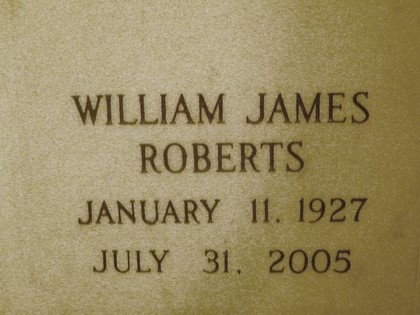 WILLIAM JAMES
ROBERTS
JANUARY 11. 1927
JULY 31. 2005